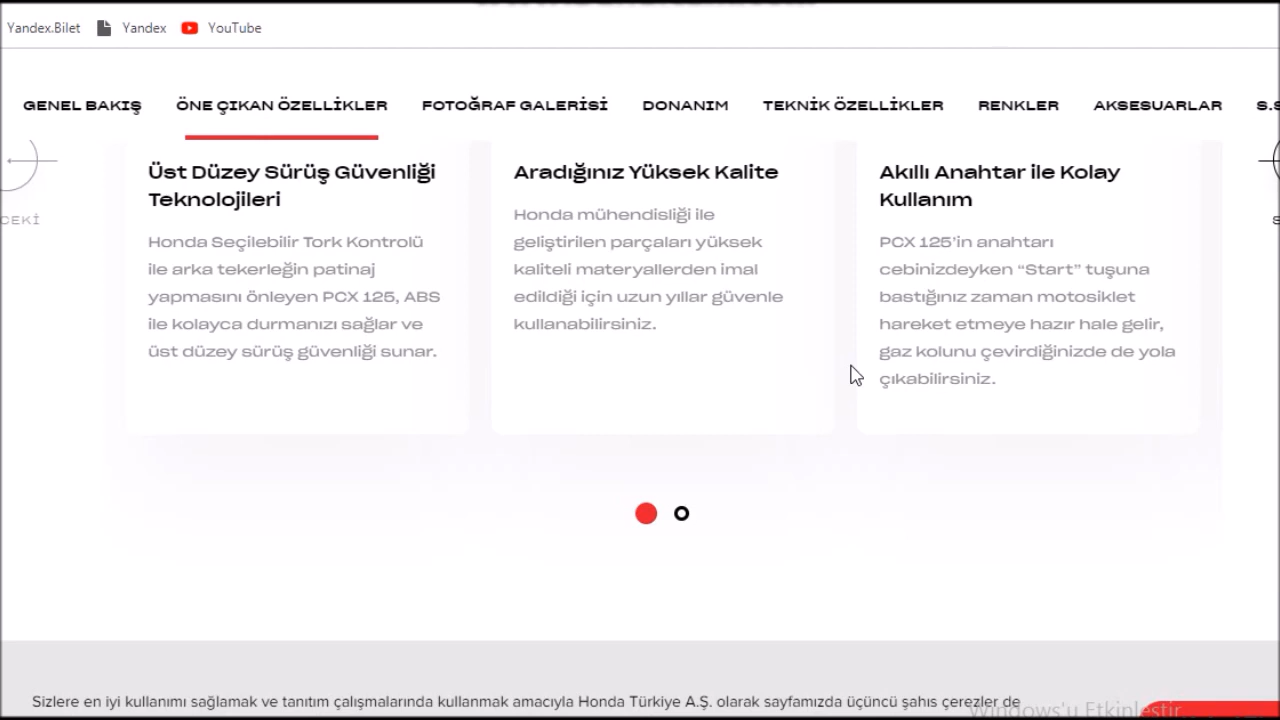 Yandex.Bilet Yandex YouTube
GENEL BAKIŞ ÖNE ÇIKAN ÖZELLİKLER FOTOĞRAF GALERİSİ DONANIM TEKNİK ÖZELLİKLER RENKLER AKSESUARLAR S.S
Üst Düzey Sürüş Güvenliği
Teknolojileri
Honda Seçilebilir Tork Kontrolü
ile arka tekerleğin patinaj
yapmasını önleyen PCX 125, ABS
ile kolayca durmanızı sağlar ve
üst düzey sürüş güvenliği sunar.
Aradığınız Yüksek Kalite
Honda mühendisliği ile
geliştirilen parçaları yüksek
kaliteli materyallerden imal
edildiği için uzun yıllar güvenle
kullanabilirsiniz.
Akıllı Anahtar ile Kolay
Kullanım
PCX 125’in anahtarı
cebinizdeyken “Start” tuşuna
bastığınız zaman motosiklet
hareket etmeye hazır hale gelir,
gaz kolunu çevirdiğinizde de yola
çıkabilirsiniz.
Sizlere en iyi kullanımı sağlamak ve tanıtım çalışmalarında kullanmak amacıyla Honda Türkiye A.Ş. olarak sayfamızda üçüncü şahıs çerezler de
Windows'u Etkinleştir